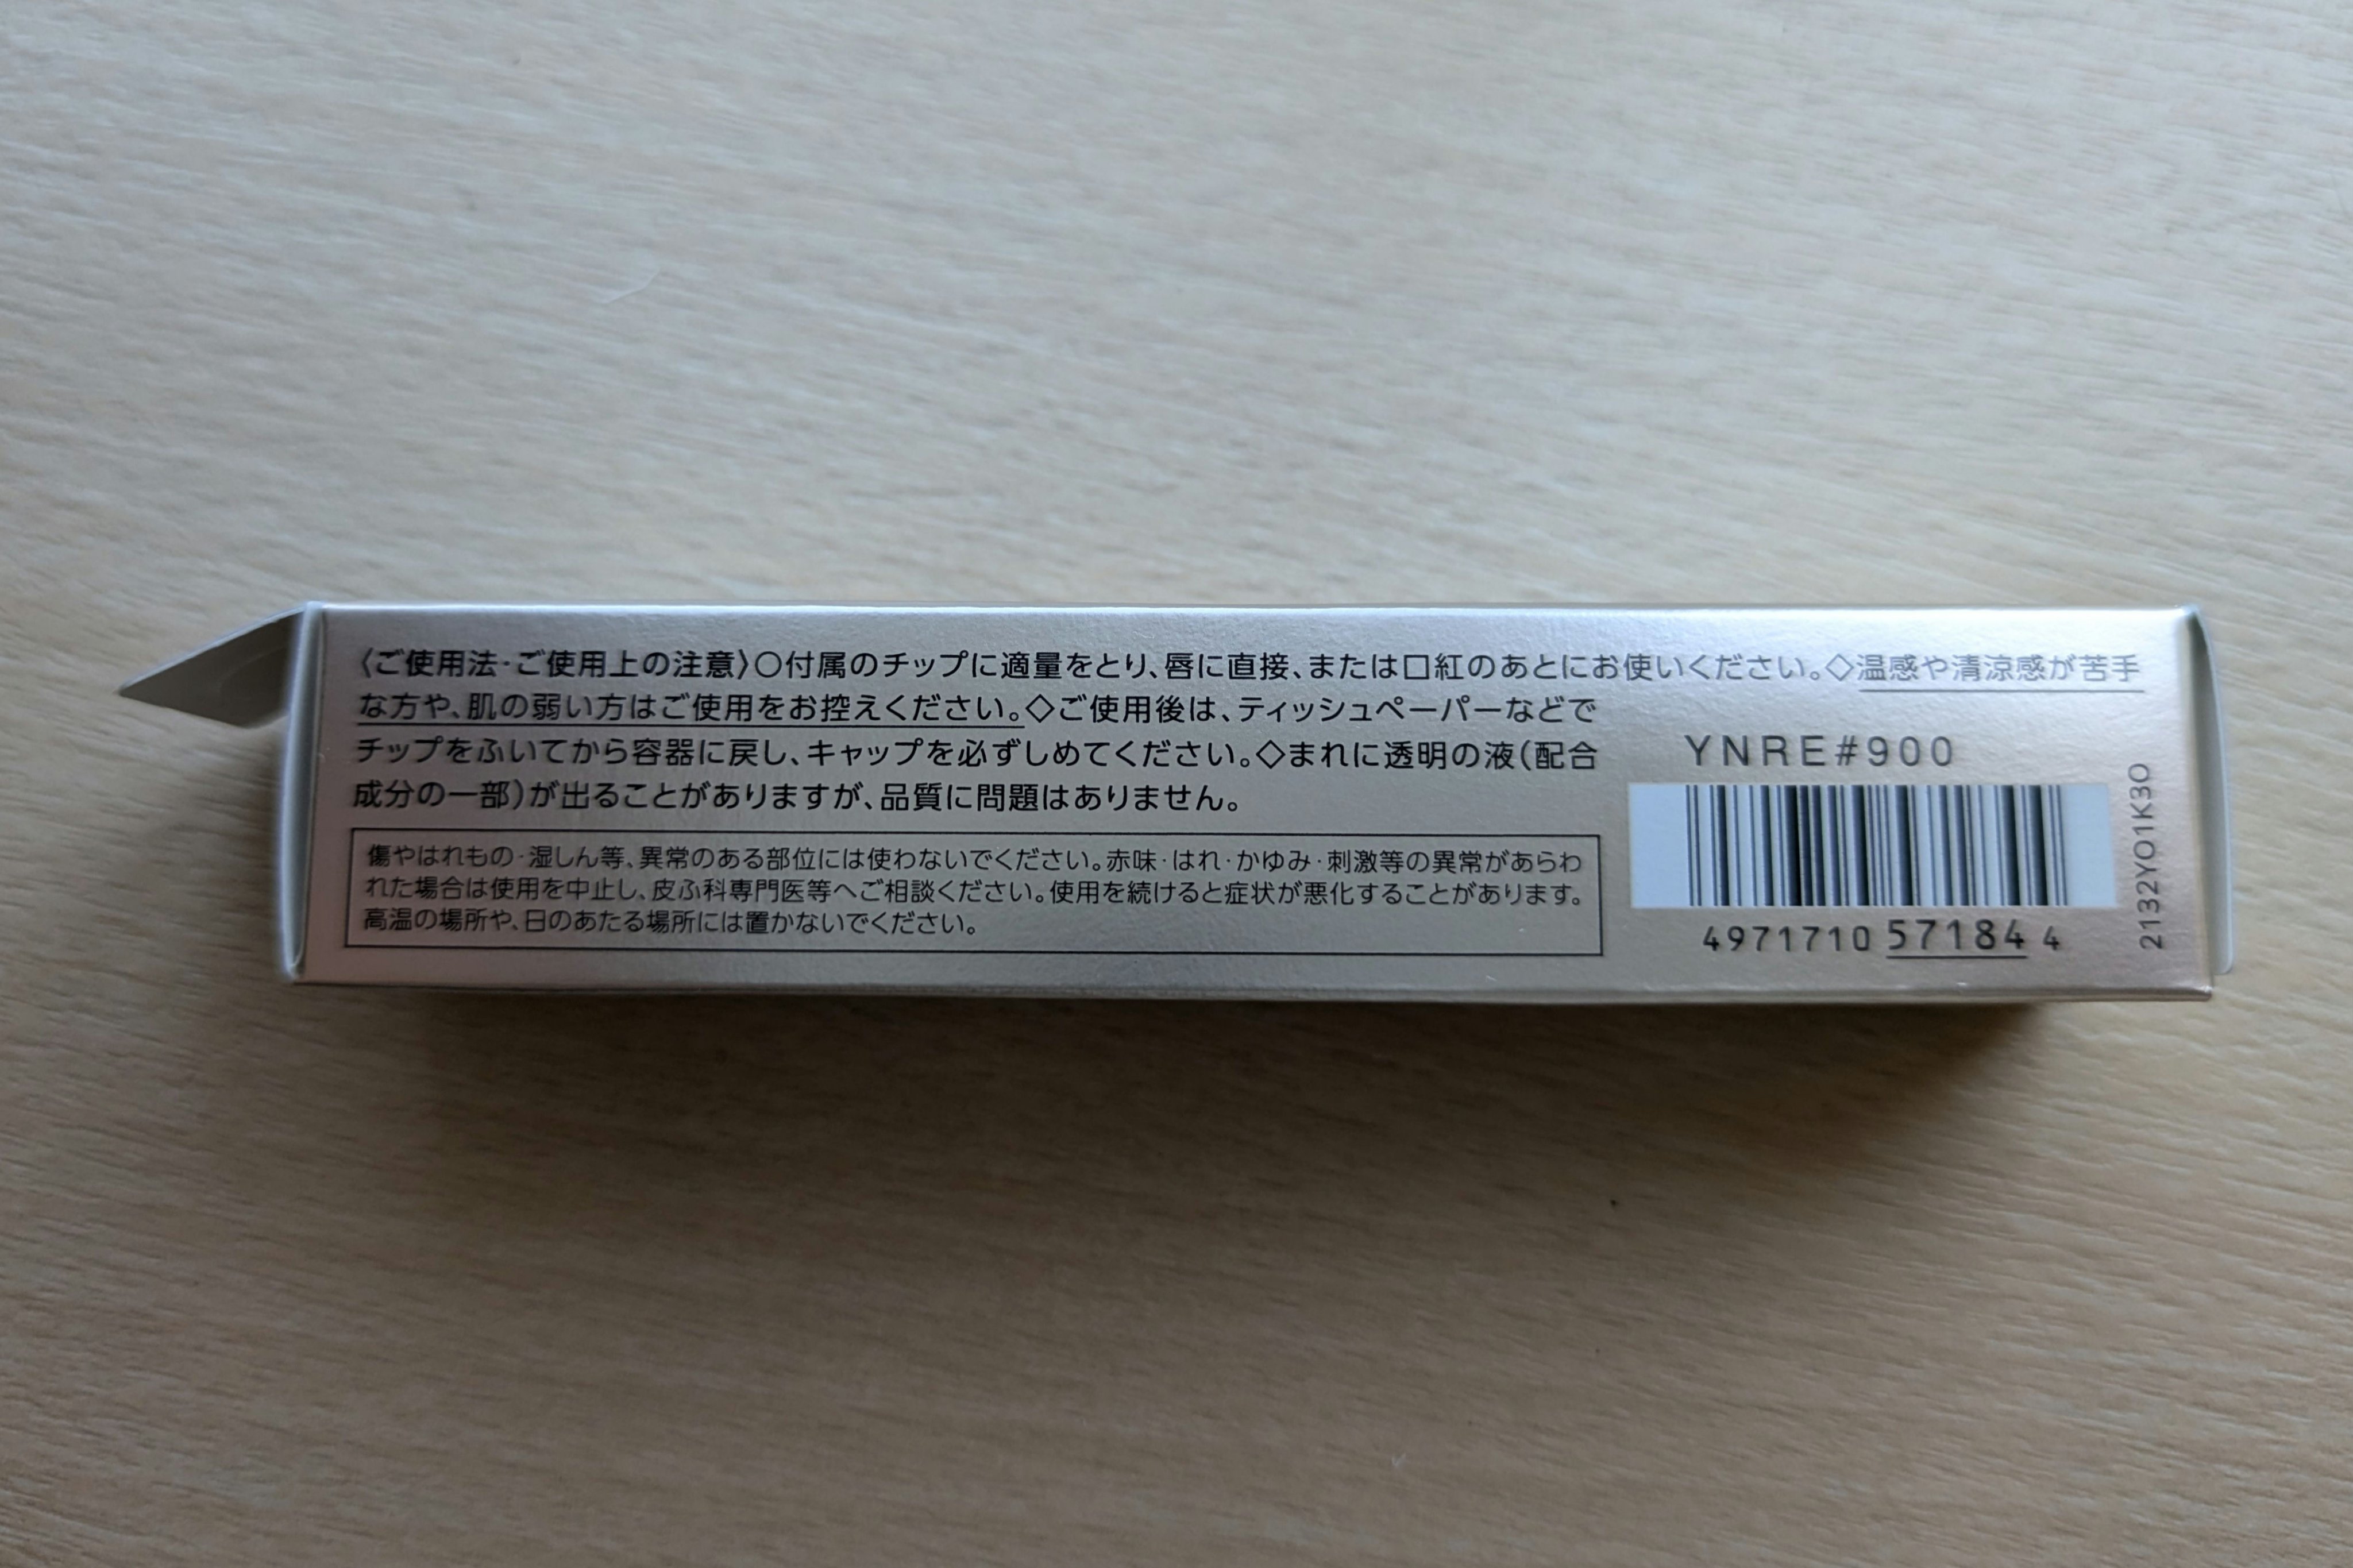 〈ご使用法・ご使用上の注意〉○付属のチップに適量をとり、唇に直接、または口紅のあとにお使いください。◇温感や清涼感が苦手
な方や、肌の弱い方はご使用をお控えください。◇ご使用後は、ティッシュペーパーなどで
チップをふいてから容器に戻し、キャップを必ずしめてください。◇まれに透明の液(配合
成分の一部)が出ることがありますが、品質に問題はありません。
傷やはれもの・湿しん等、異常のある部位には使わないでください。赤味・はれ・かゆみ・刺激等の異常があらわ
れた場合は使用を中止し、皮ふ科専門医等へご相談ください。使用を続けると症状が悪化することがあります。
高温の場所や、日のあたる場所には置かないでください。
YNRE#900
4971710 57184 4
2132YO1K3O